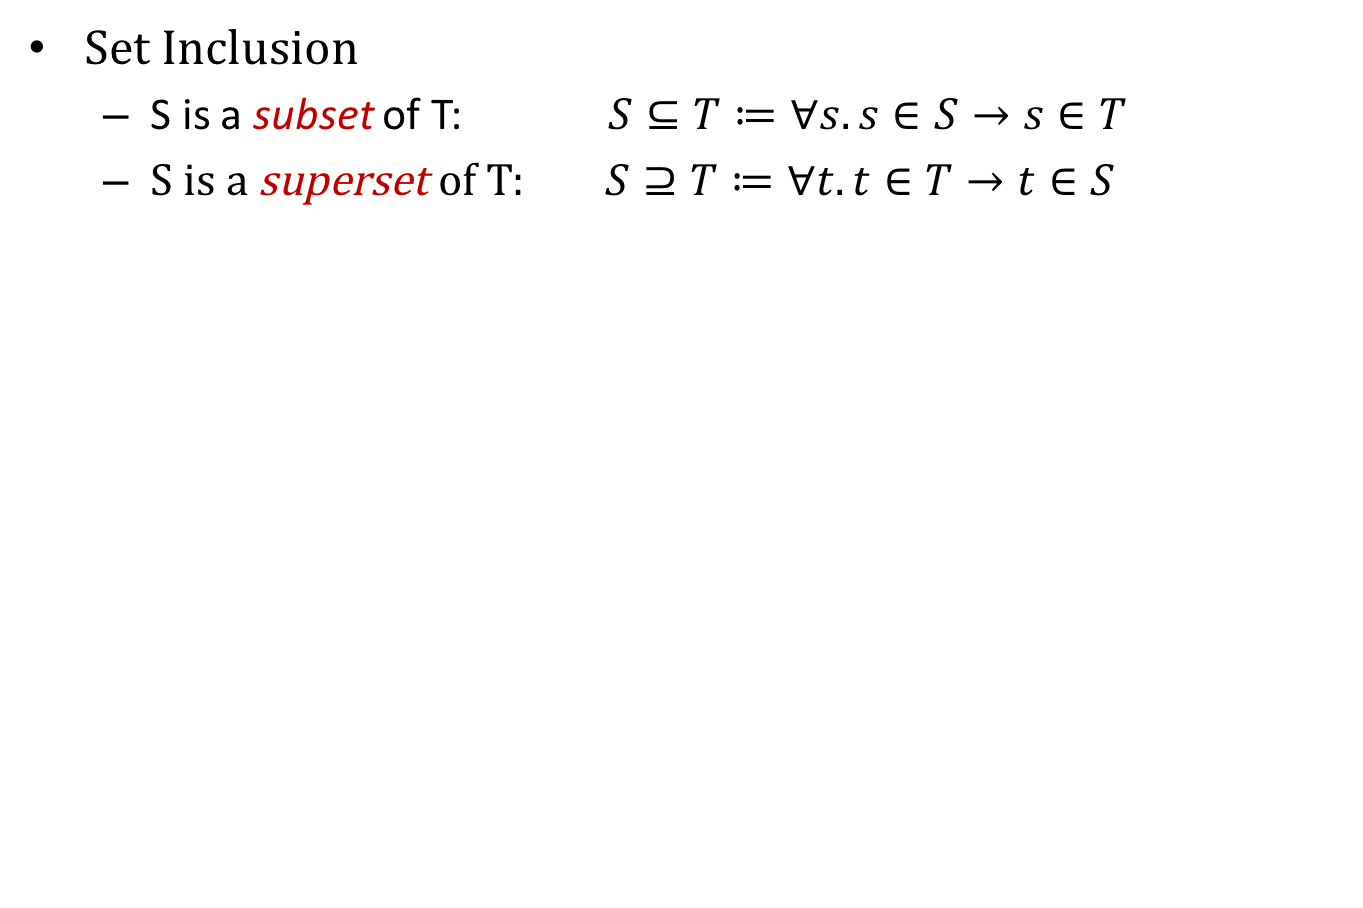 • Set Inclusion
– S is a subset of T: 𝑆 ⊆ 𝑇 ≔ ∀𝑠. 𝑠 ∈ 𝑆 → 𝑠 ∈ 𝑇
– S is a superset of T: 𝑆 ⊇ 𝑇 ≔ ∀𝑡. 𝑡 ∈ 𝑇 → 𝑡 ∈ 𝑆